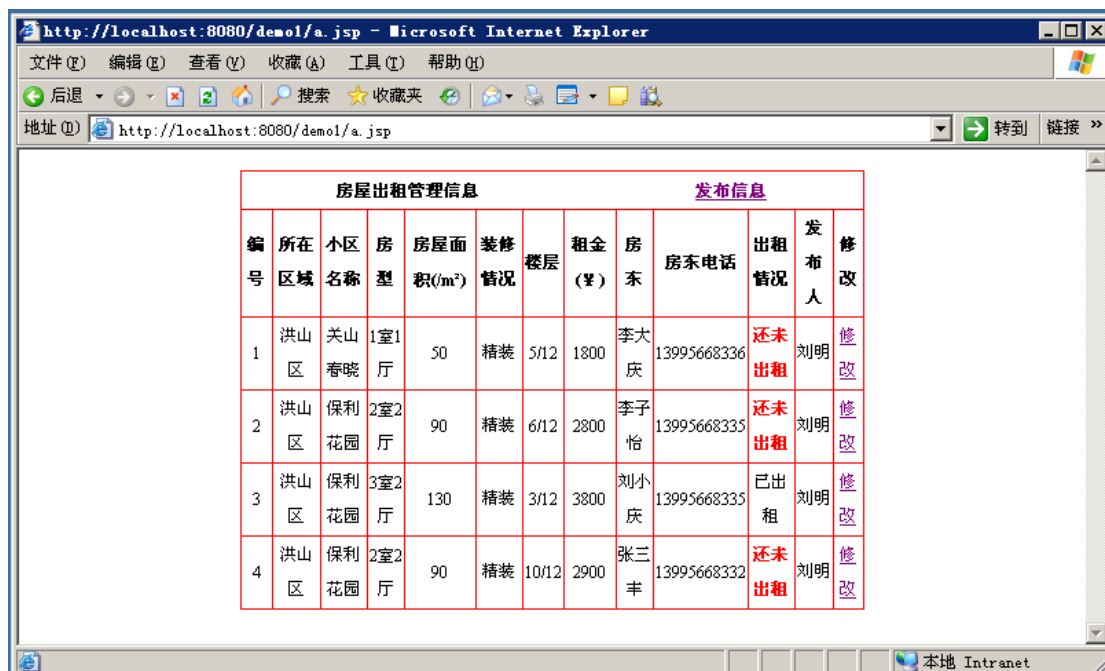 http://localhost:8080/demo1/a.jsp - Microsoft Internet Explorer
文件(F) 编辑(E) 查看(V) 收藏(A) 工具(T) 帮助(H)
后退 搜索 收藏夹
地址(D) http://localhost:8080/demo1/a.jsp 转到 链接 »
房屋出租管理信息 发布信息
编 所在 小区 房 房屋面 装修 楼层 租金 房 房东电话 出租 发 修
号 区域 名称 型 积(/m²) 情况 (¥) 东 情况 布 改
人
1 洪山 关山 1室1 50 精装 5/12 1800 李大 13995668336 还未 刘明 修
区 春晓 厅 庆 出租 改
2 洪山 保利 2室2 90 精装 6/12 2800 李子 13995668335 还未 刘明 修
区 花园 厅 怡 出租 改
3 洪山 保利 3室2 130 精装 3/12 3800 刘小 13995668335 已出 刘明 修
区 花园 厅 庆 租 改
4 洪山 保利 2室2 90 精装 10/12 2900 张三 13995668332 还未 刘明 修
区 花园 厅 丰 出租 改
本地 Intranet